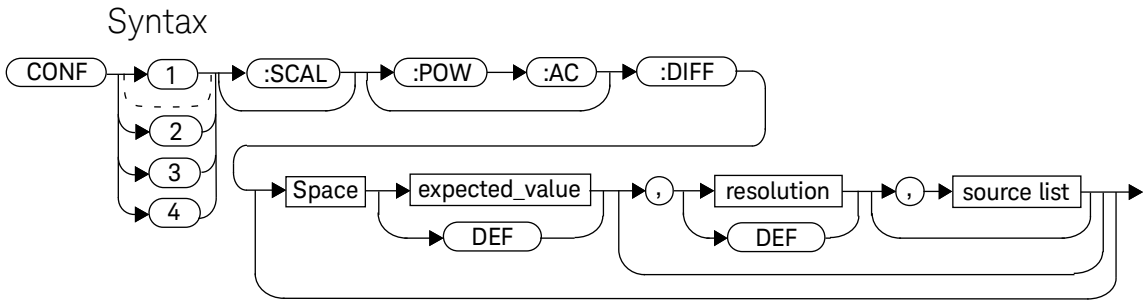 Syntax
CONF 1 :SCAL :POW :AC :DIFF
2
3
4
Space expected_value , resolution , source list
DEF DEF